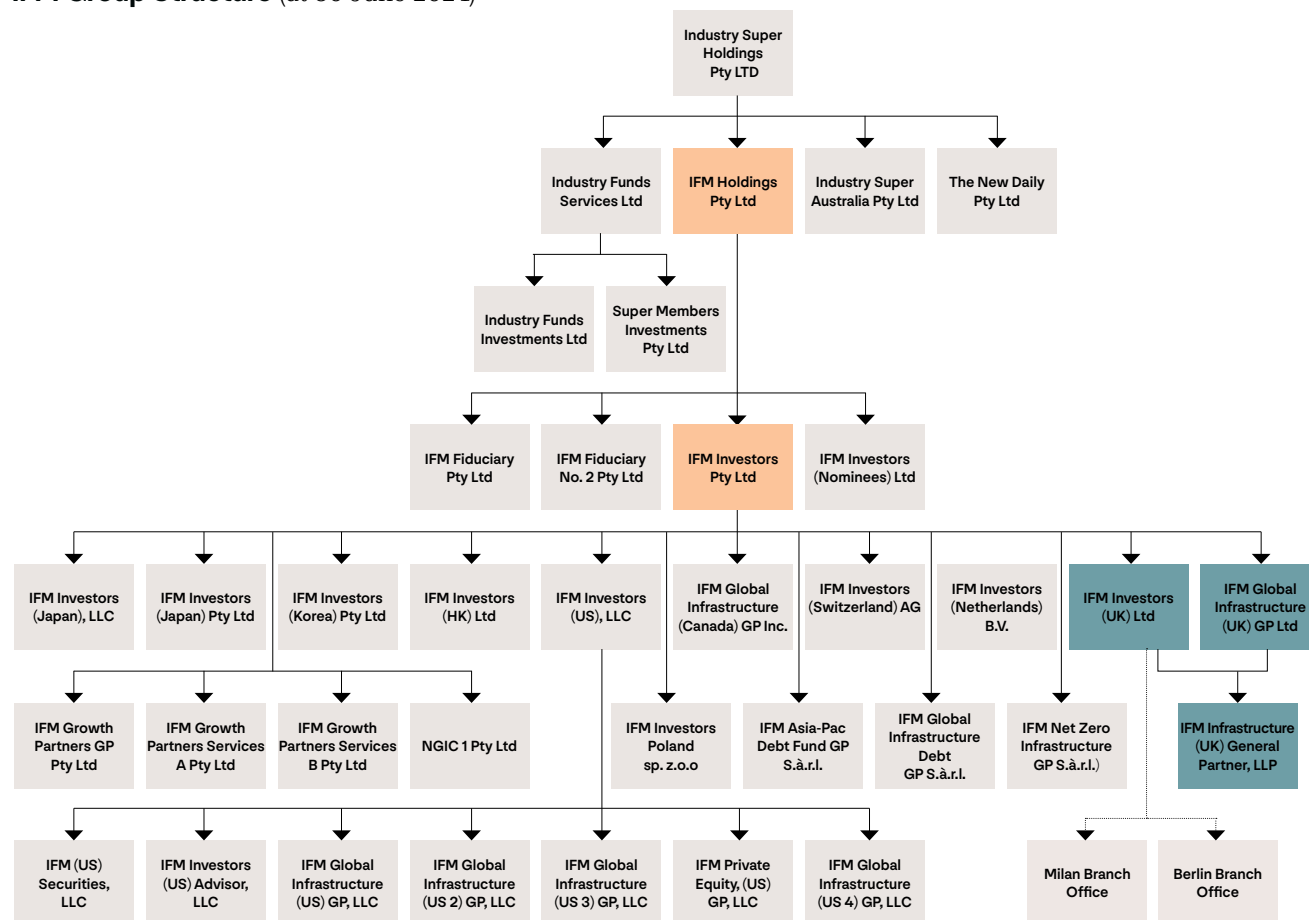 Industry Super
Holdings
Pty LTD
Industry Funds
Services Ltd
IFM Holdings
Pty Ltd
Industry Super
Australia Pty Ltd
The New Daily
Pty Ltd
Industry Funds
Investments Ltd
Super Members
Investments
Pty Ltd
IFM Fiduciary
Pty Ltd
IFM Fiduciary
No. 2 Pty Ltd
IFM Investors
Pty Ltd
IFM Investors
(Nominees) Ltd
IFM Investors
(Japan), LLC
IFM Investors
(Japan) Pty Ltd
IFM Investors
(Korea) Pty Ltd
IFM Investors
(HK) Ltd
IFM Investors
(US), LLC
IFM Global
Infrastructure
(Canada) GP Inc.
IFM Investors
(Switzerland) AG
IFM Investors
(Netherlands)
B.V.
IFM Investors
(UK) Ltd
IFM Global
Infrastructure
(UK) GP Ltd
IFM Growth
Partners GP
Pty Ltd
IFM Growth
Partners Services
A Pty Ltd
IFM Growth
Partners Services
B Pty Ltd
NGIC 1 Pty Ltd
IFM Investors
Poland
sp. z.o.o
IFM Asia-Pac
Debt Fund GP
S.à.r.l.
IFM Global
Infrastructure
Debt
GP S.à.r.l.
IFM Net Zero
Infrastructure
GP S.à.r.l.)
IFM Infrastructure
(UK) General
Partner, LLP
IFM (US)
Securities,
LLC
IFM Investors
(US) Advisor,
LLC
IFM Global
Infrastructure
(US) GP, LLC
IFM Global
Infrastructure
(US 2) GP, LLC
IFM Global
Infrastructure
(US 3) GP, LLC
IFM Private
Equity, (US)
GP, LLC
IFM Global
Infrastructure
(US 4) GP, LLC
Milan Branch
Office
Berlin Branch
Office